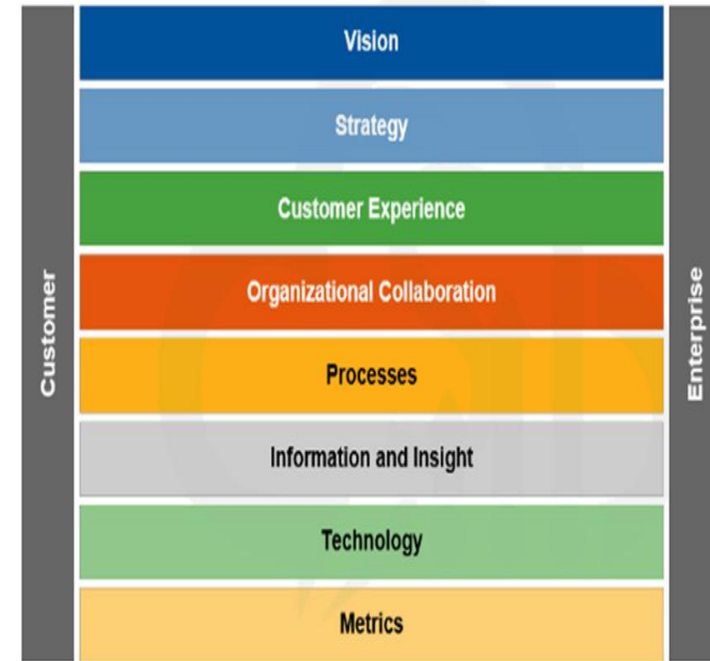 Vision
Strategy
Customer Experience
Organizational Collaboration
Processes
Information and Insight
Technology
Metrics
Customer
Enterprise